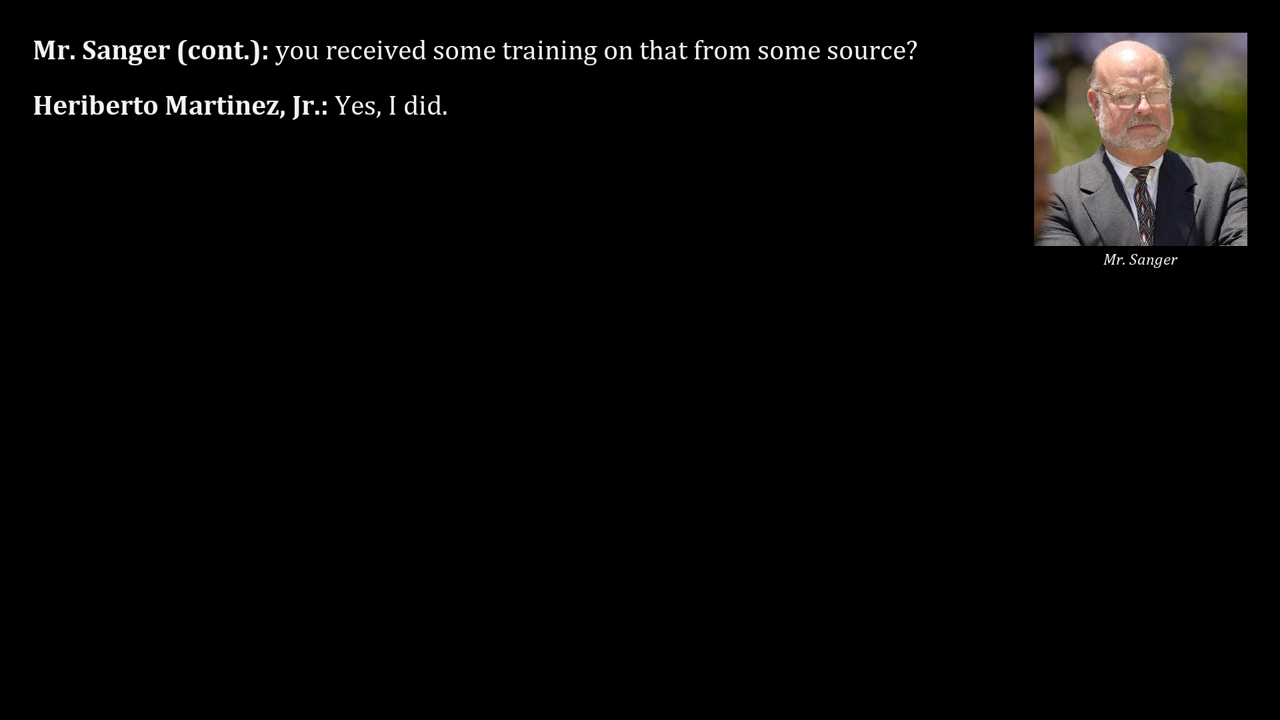 Mr. Sanger (cont.): you received some training on that from some source?
Heriberto Martinez, Jr.: Yes, I did.
Mr. Sanger